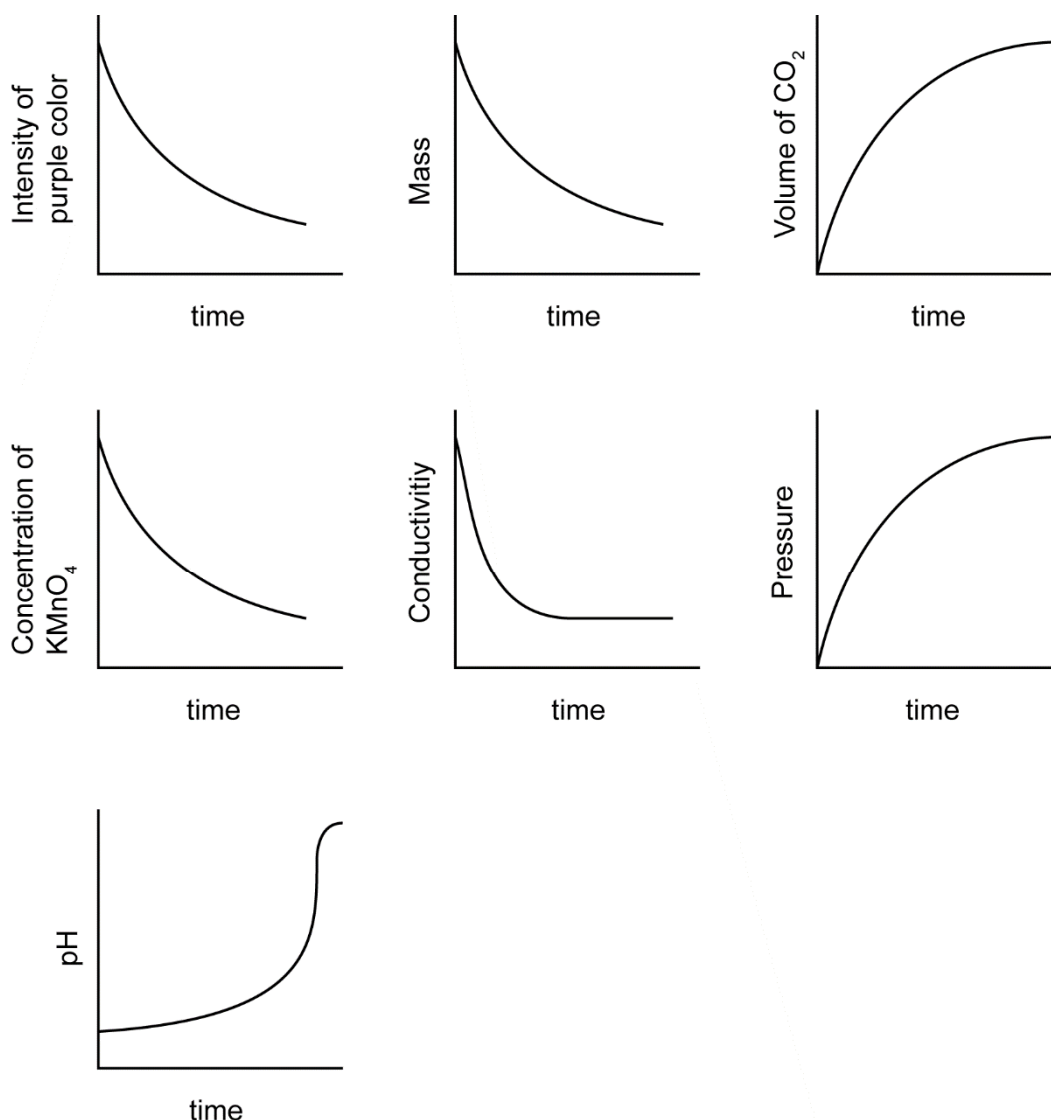 Intensity of
purple color
time
Mass
time
Volume of CO₂
time
Concentration of
KMnO₄
time
Conductivitiy
time
Pressure
time
pH
time